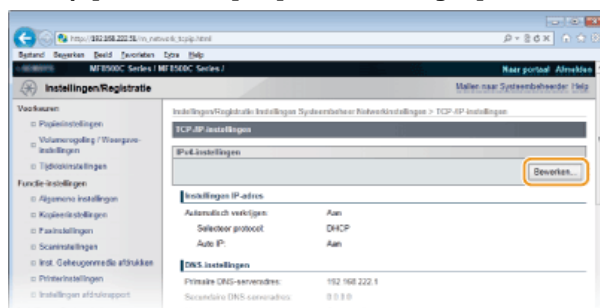 http://192.168.222.51/m_network_tcpip.html
Bestand Bewerken Beeld Favorieten Extra Help
MF8500C Series / MF8500C Series /
Naar portaal Afmelden
Instellingen/Registratie
Mailen naar Systeembeheerder Help
Voorkeuren:
Papierinstellingen
Volumeregeling / Weergave-instellingen
Tijdklokinstellingen
Functie-instellingen
Algemene instellingen
Kopieerinstellingen
Faxinstellingen
Scaninstellingen
Inst. Geheugenmedia afdrukken
Printerinstellingen
Instellingen afdrukrapport
Instellingen/Registratie: Instellingen Systeembeheer: Netwerkinstellingen > TCP-/IP-instellingen
TCP-/IP-instellingen
IPv4-instellingen
Bewerken...
Instellingen IP-adres
Automatisch verkrijgen: Aan
Selecteer protocol: DHCP
Auto IP: Aan
DNS-instellingen
Primaire DNS-serveradres: 192.168.222.1
Secundaire DNS-serveradres: 0.0.0.0